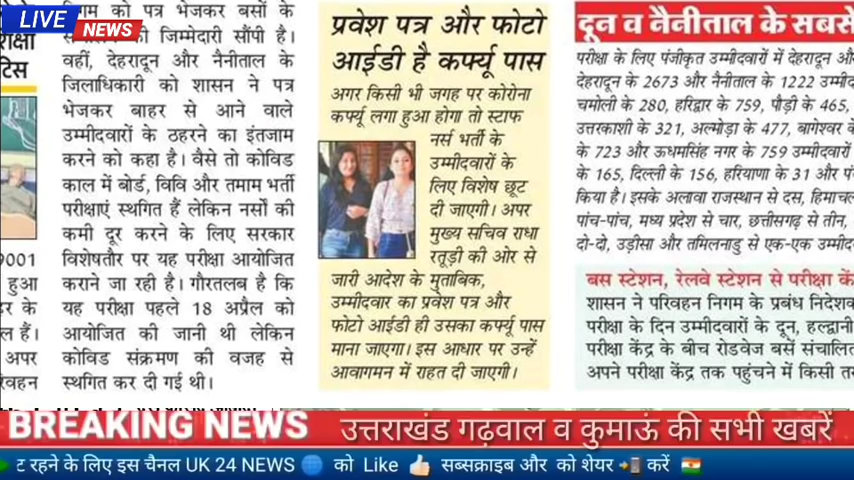 LIVE
NEWS
को पत्र भेजकर बसों के
की जिम्मेदारी सौंपी है।
वहीं, देहरादून और नैनीताल के
जिलाधिकारी को शासन ने पत्र
भेजकर बाहर से आने वाले
उम्मीदवारों के ठहरने का इंतजाम
करने को कहा है। वैसे तो कोविड
काल में बोर्ड, विवि और तमाम भर्ती
परीक्षाएं स्थगित हैं लेकिन नर्सों की
कमी दूर करने के लिए सरकार
विशेषतौर पर यह परीक्षा आयोजित
कराने जा रही है। गौरतलब है कि
यह परीक्षा पहले 18 अप्रैल को
आयोजित की जानी थी लेकिन
कोविड संक्रमण की वजह से
स्थगित कर दी गई थी।
9001
हुआ
के
हैं।
अपर
प्रवेश पत्र और फोटो
आईडी है कर्फ्यू पास
अगर किसी भी जगह पर कोरोना
कर्फ्यू लगा हुआ होगा तो स्टाफ
नर्स भर्ती के
उम्मीदवारों के
लिए विशेष छूट
दी जाएगी। अपर
मुख्य सचिव राधा
रतूड़ी की ओर से
जारी आदेश के मुताबिक,
उम्मीदवार का प्रवेश पत्र और
फोटो आईडी ही उसका कर्फ्यू पास
माना जाएगा। इस आधार पर उन्हें
आवागमन में राहत दी जाएगी।
दून व नैनीताल के सबसे
परीक्षा के लिए पंजीकृत उम्मीदवारों में देहरादून और
देहरादून के 2673 और नैनीताल के 1222 उम्मीद
चमोली के 280, हरिद्वार के 759, पौड़ी के 465,
उत्तरकाशी के 321, अल्मोड़ा के 477, बागेश्वर के
के 723 और ऊधमसिंह नगर के 759 उम्मीदवारों
के 165, दिल्ली के 156, हरियाणा के 31 और
किया है। इसके अलावा राजस्थान से दस, हिमाचल
पांच-पांच, मध्य प्रदेश से चार, छत्तीसगढ़ से तीन,
दो-दो, उड़ीसा और तमिलनाडु से एक-एक उम्मीद
बस स्टेशन, रेलवे स्टेशन से परीक्षा कें
शासन ने परिवहन निगम के प्रबंध निदेशक
परीक्षा के दिन उम्मीदवारों के दून, हल्द्वानी
परीक्षा केंद्र के बीच रोडवेज बसें संचालित
अपने परीक्षा केंद्र तक पहुंचने में किसी
BREAKING NEWS उत्तराखंड गढ़वाल व कुमाऊं की सभी खबरें
ट रहने के लिए इस चैनल UK 24 NEWS को Like सब्सक्राइब और को शेयर करें